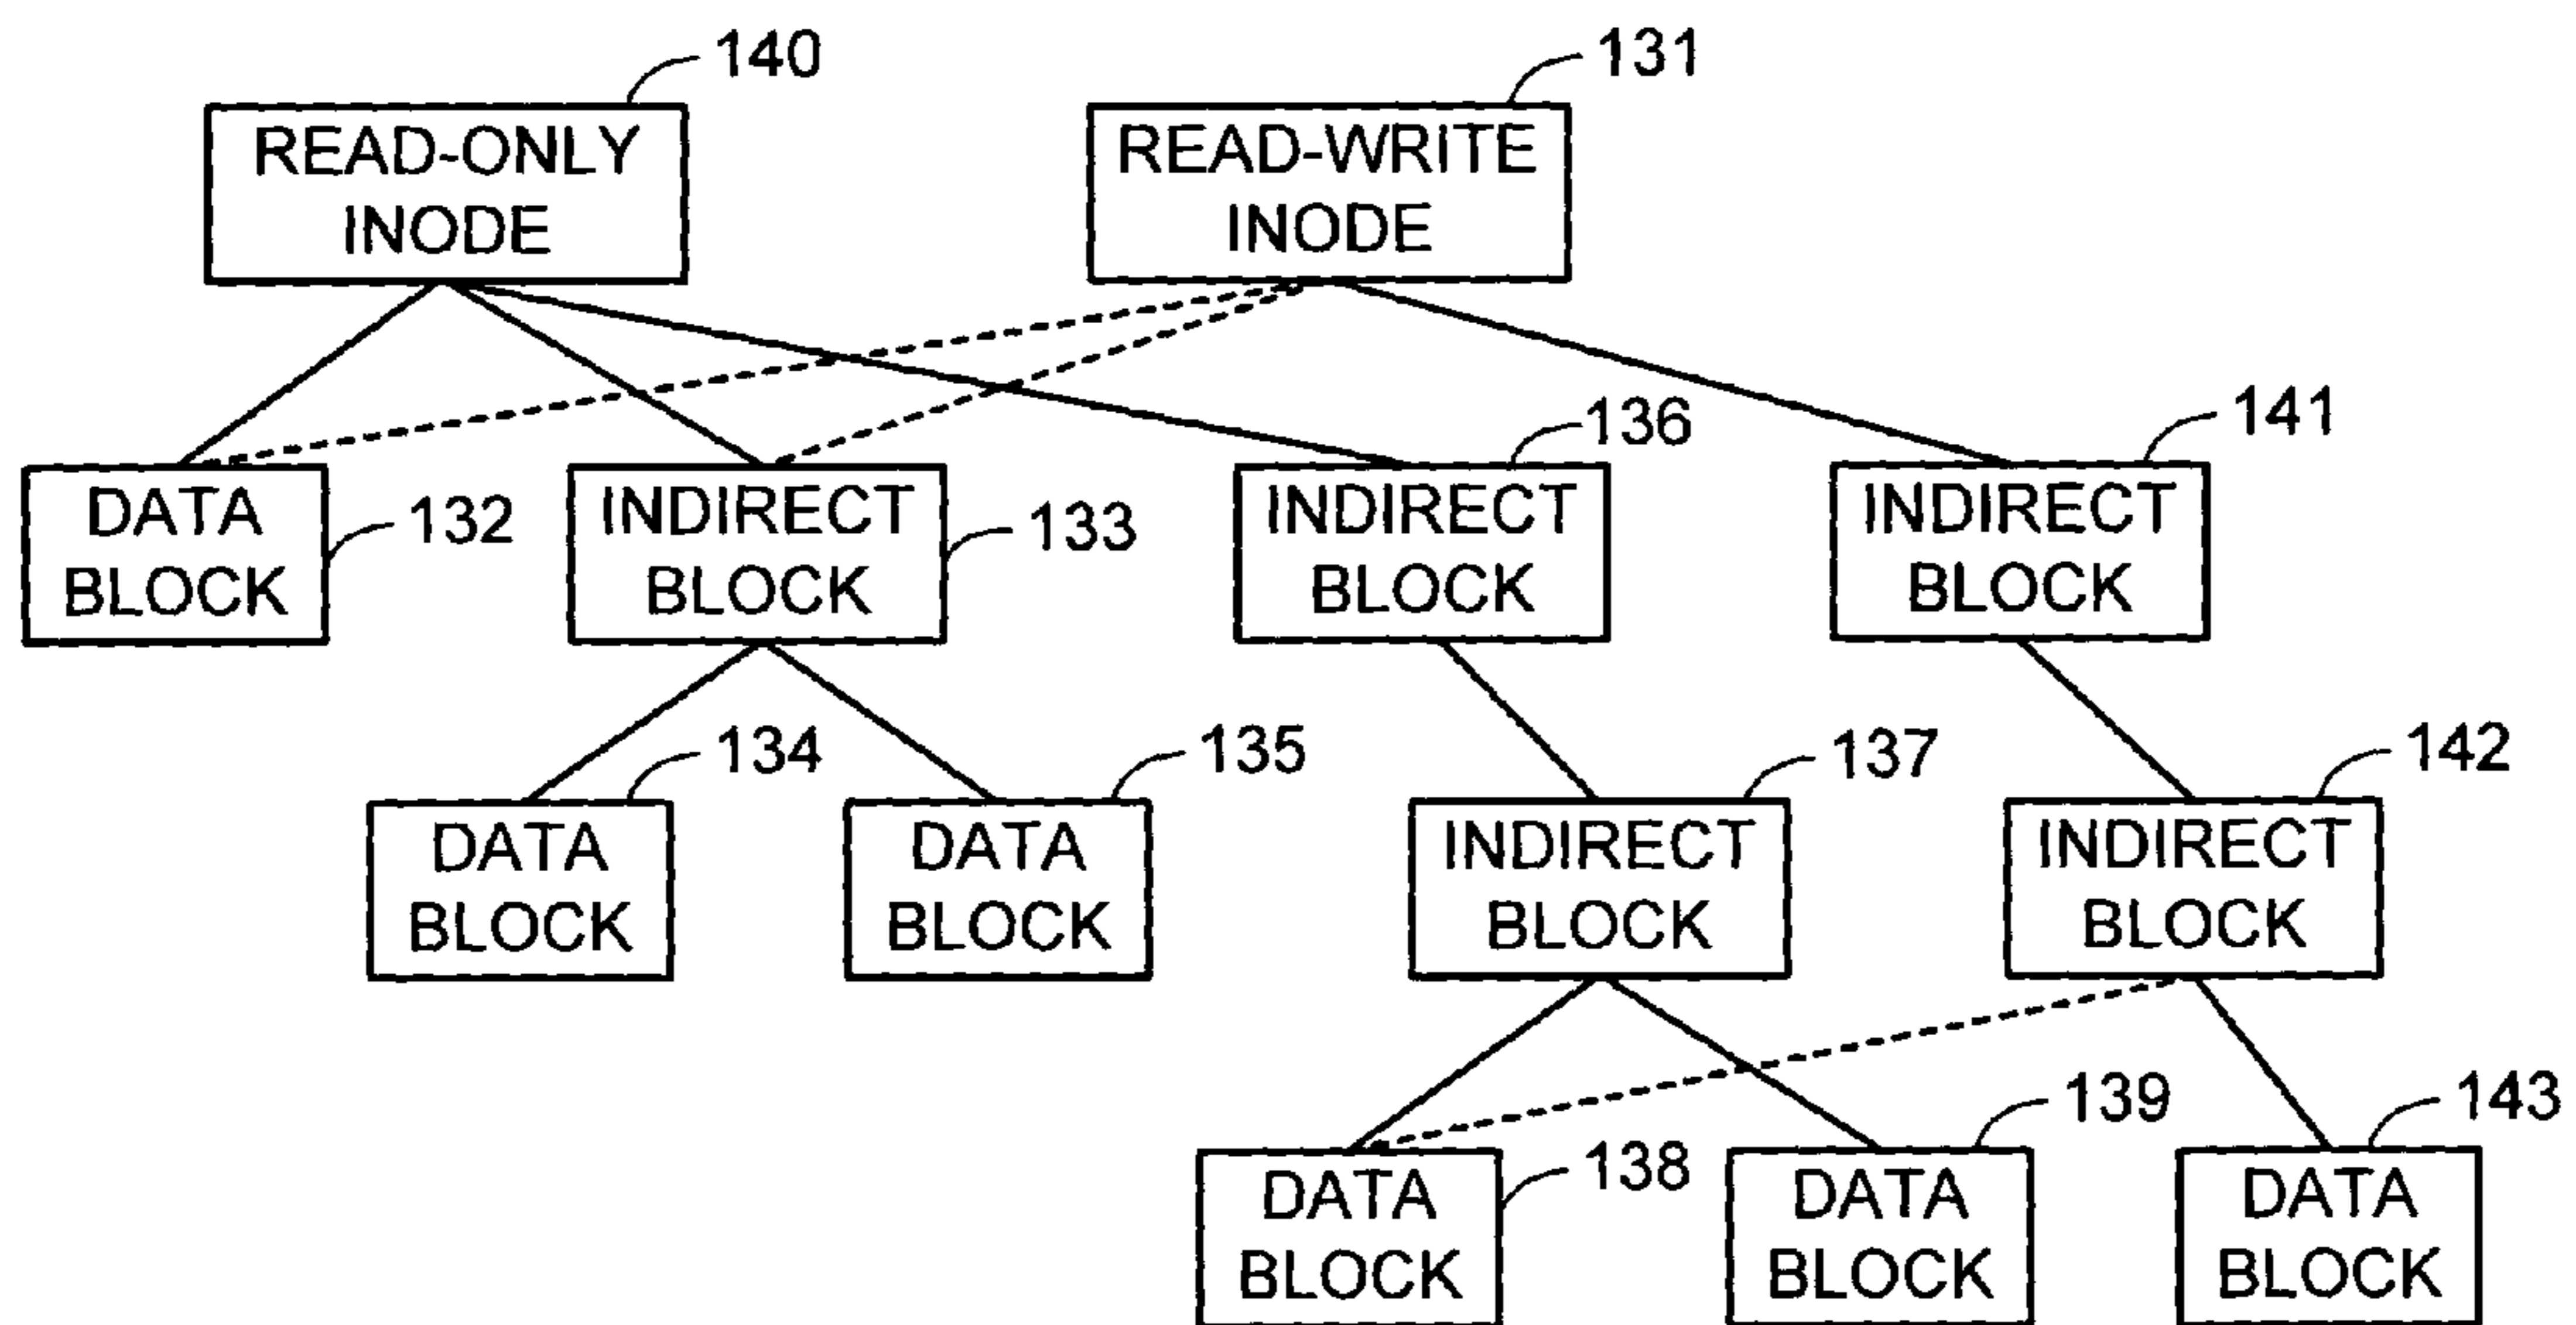 140
131
READ-ONLY
INODE
READ-WRITE
INODE
136
141
DATA
BLOCK
132
INDIRECT
BLOCK
133
INDIRECT
BLOCK
INDIRECT
BLOCK
134
135
137
142
DATA
BLOCK
DATA
BLOCK
INDIRECT
BLOCK
INDIRECT
BLOCK
138
139
143
DATA
BLOCK
DATA
BLOCK
DATA
BLOCK